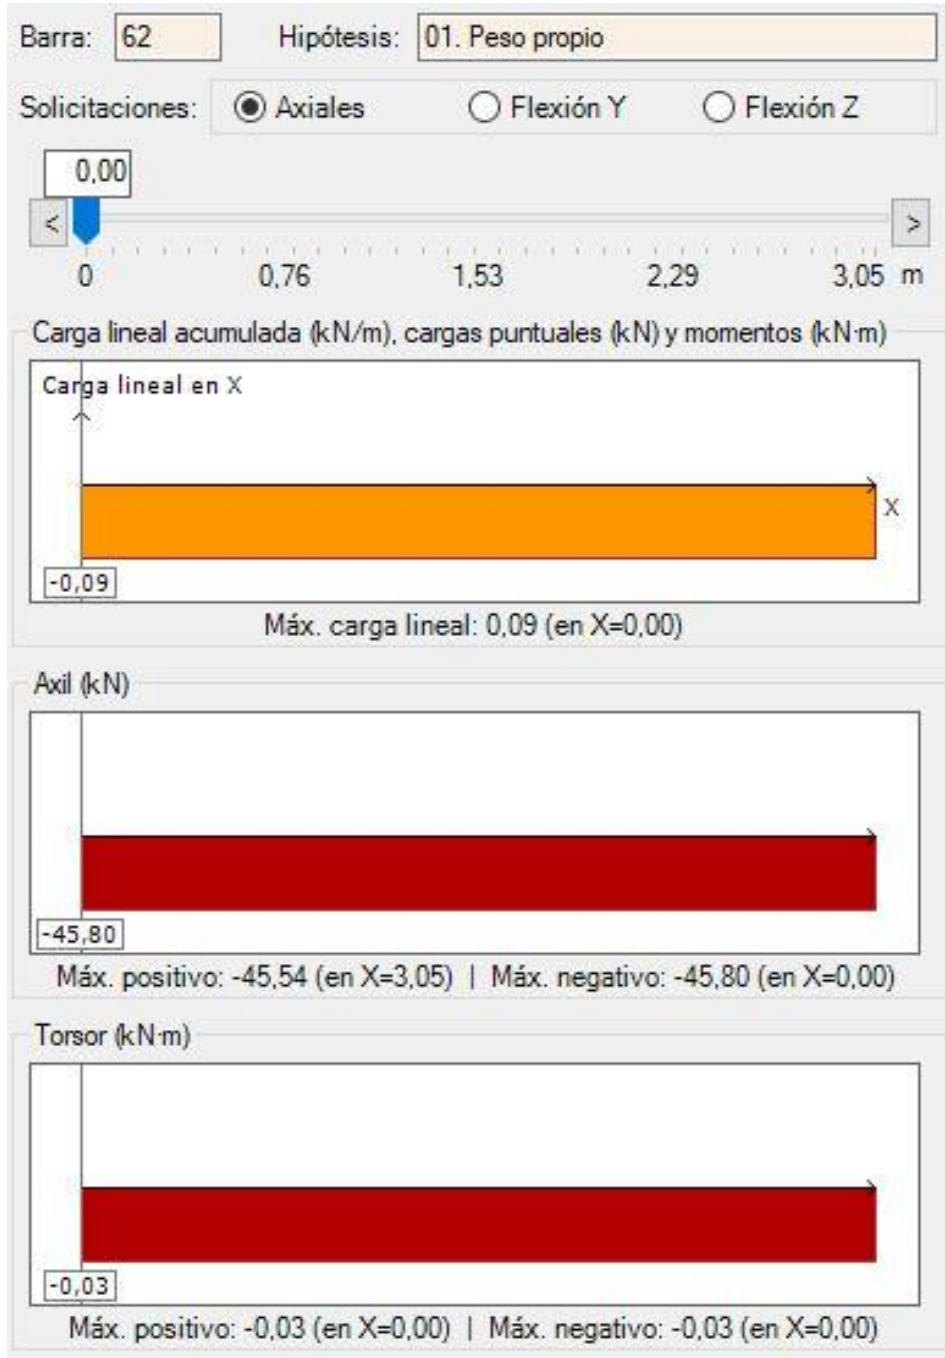 Barra: 62 Hipótesis: 01. Peso propio
Solicitaciones: Axiales Flexión Y Flexión Z
0,00
< >
0 0,76 1,53 2,29 3,05 m
Carga lineal acumulada (kN/m), cargas puntuales (kN) y momentos (kN·m)
Carga lineal en X
X
-0,09
Máx. carga lineal: 0,09 (en X=0,00)
Axil (kN)
-45,80
Máx. positivo: -45,54 (en X=3,05) | Máx. negativo: -45,80 (en X=0,00)
Torsor (kN·m)
-0,03
Máx. positivo: -0,03 (en X=0,00) | Máx. negativo: -0,03 (en X=0,00)